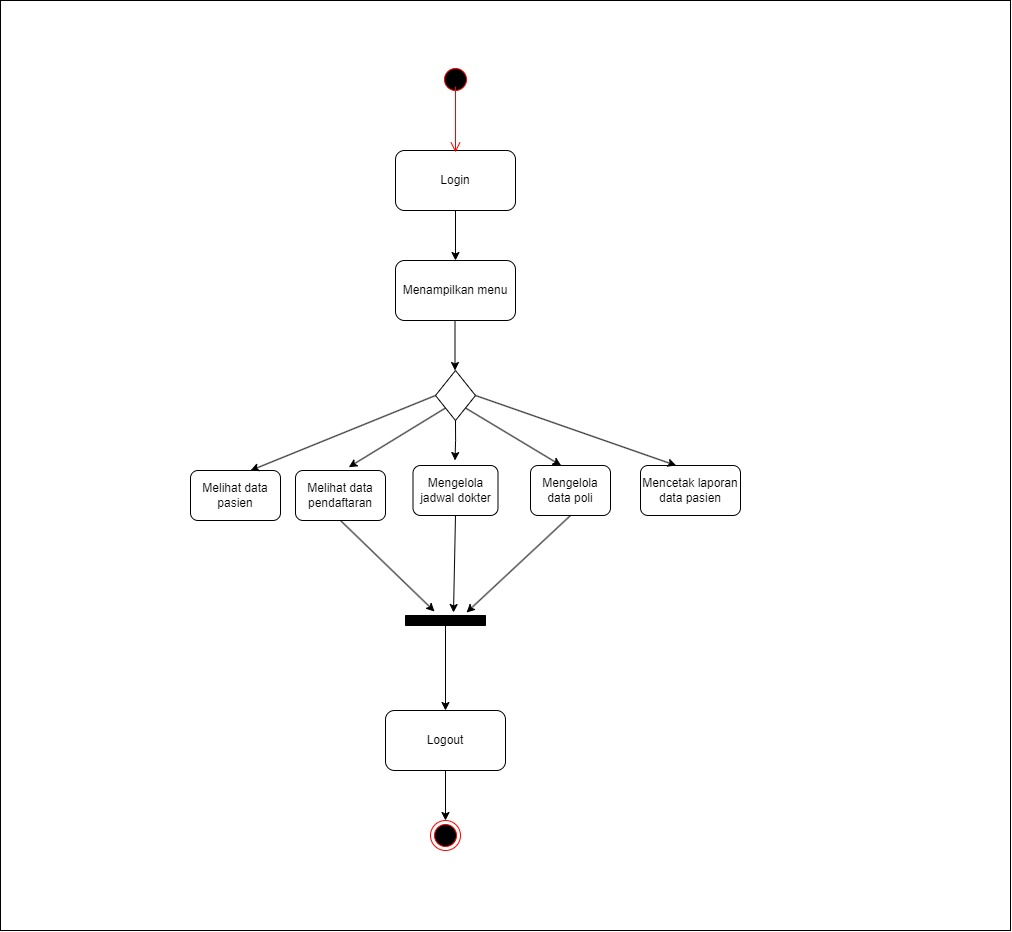 Login
Menampilkan menu
Melihat data
pasien
Melihat data
pendaftaran
Mengelola
jadwal dokter
Mengelola
data poli
Mencetak laporan
data pasien
Logout